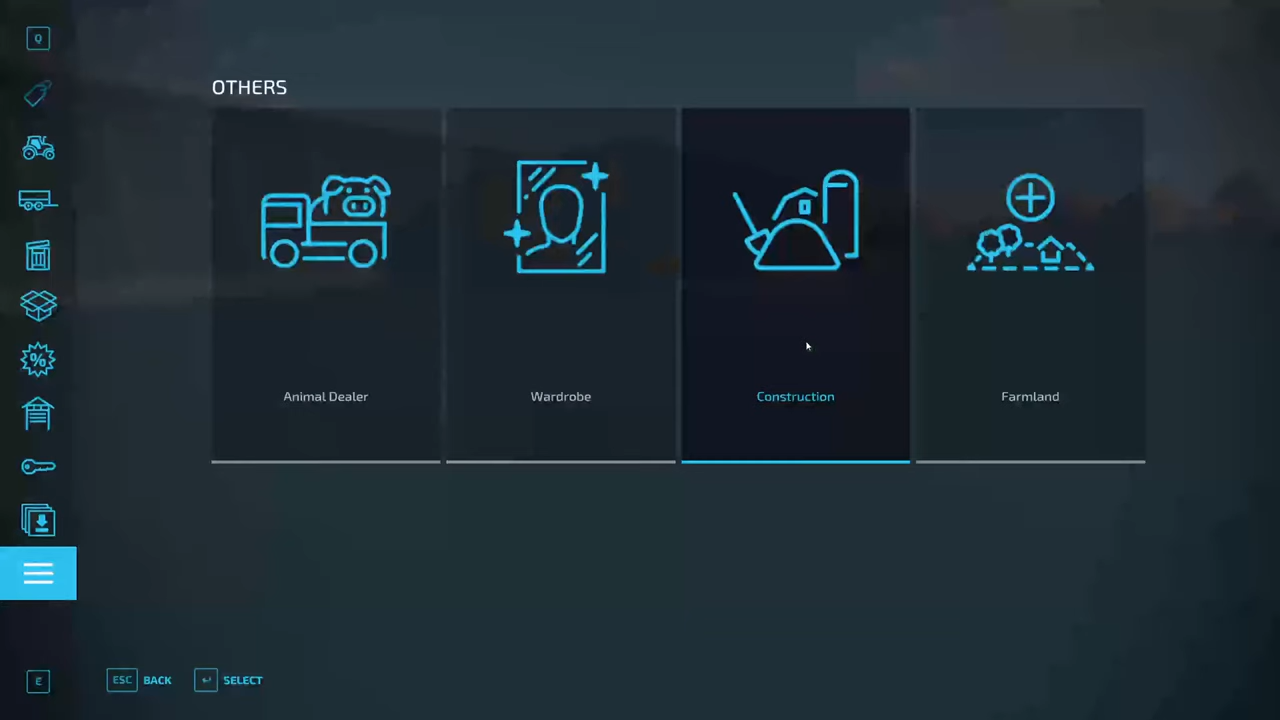 Q
OTHERS
%
Animal Dealer
Wardrobe
Construction
Farmland
E
ESC BACK
SELECT